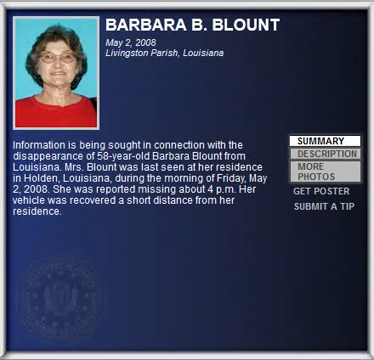 BARBARA B. BLOUNT
May 2, 2008
Livingston Parish, Louisiana
Information is being sought in connection with the
disappearance of 58-year-old Barbara Blount from
Louisiana. Mrs. Blount was last seen at her residence
in Holden, Louisiana, during the morning of Friday, May
2, 2008. She was reported missing about 4 p.m. Her
vehicle was recovered a short distance from her
residence.
SUMMARY
DESCRIPTION
MORE
PHOTOS
GET POSTER
SUBMIT A TIP